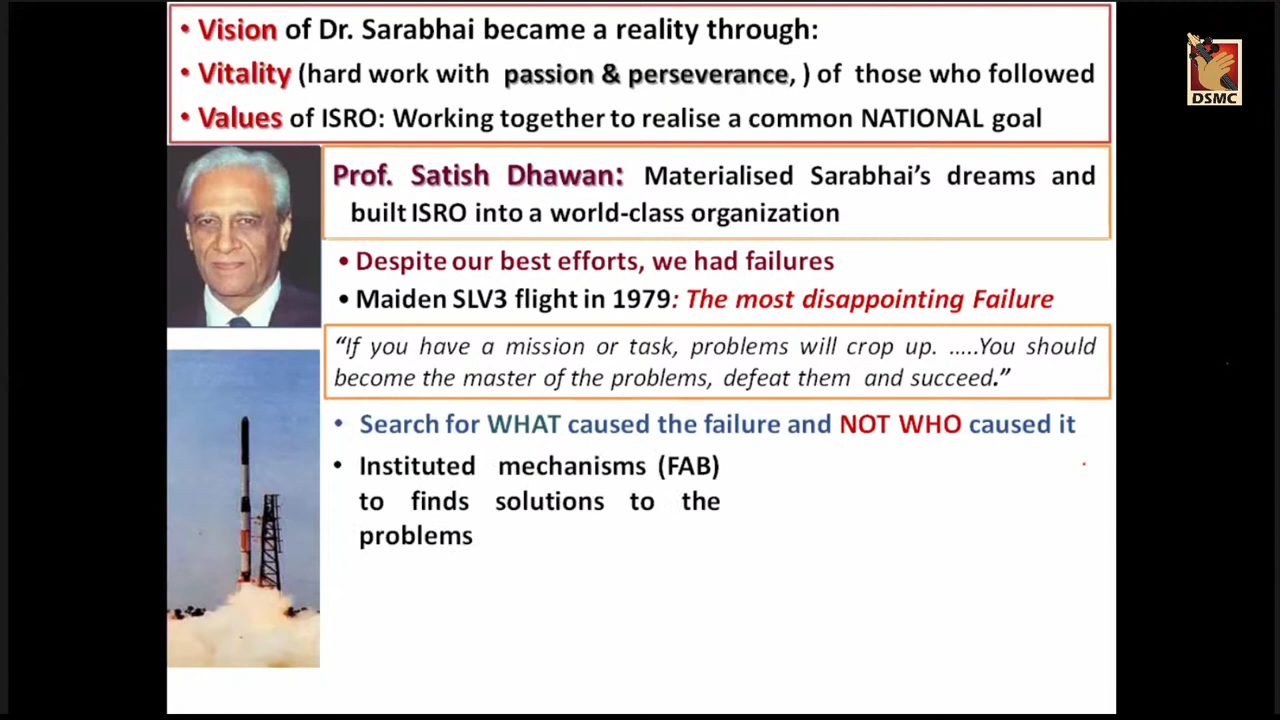 • Vision of Dr. Sarabhai became a reality through:
• Vitality (hard work with passion & perseverance, ) of those who followed
• Values of ISRO: Working together to realise a common NATIONAL goal
DSMC
Prof. Satish Dhawan: Materialised Sarabhai's dreams and
built ISRO into a world-class organization
• Despite our best efforts, we had failures
• Maiden SLV3 flight in 1979: The most disappointing Failure
“If you have a mission or task, problems will crop up. …..You should
become the master of the problems, defeat them and succeed.”
• Search for WHAT caused the failure and NOT WHO caused it
• Instituted mechanisms (FAB)
to finds solutions to the
problems